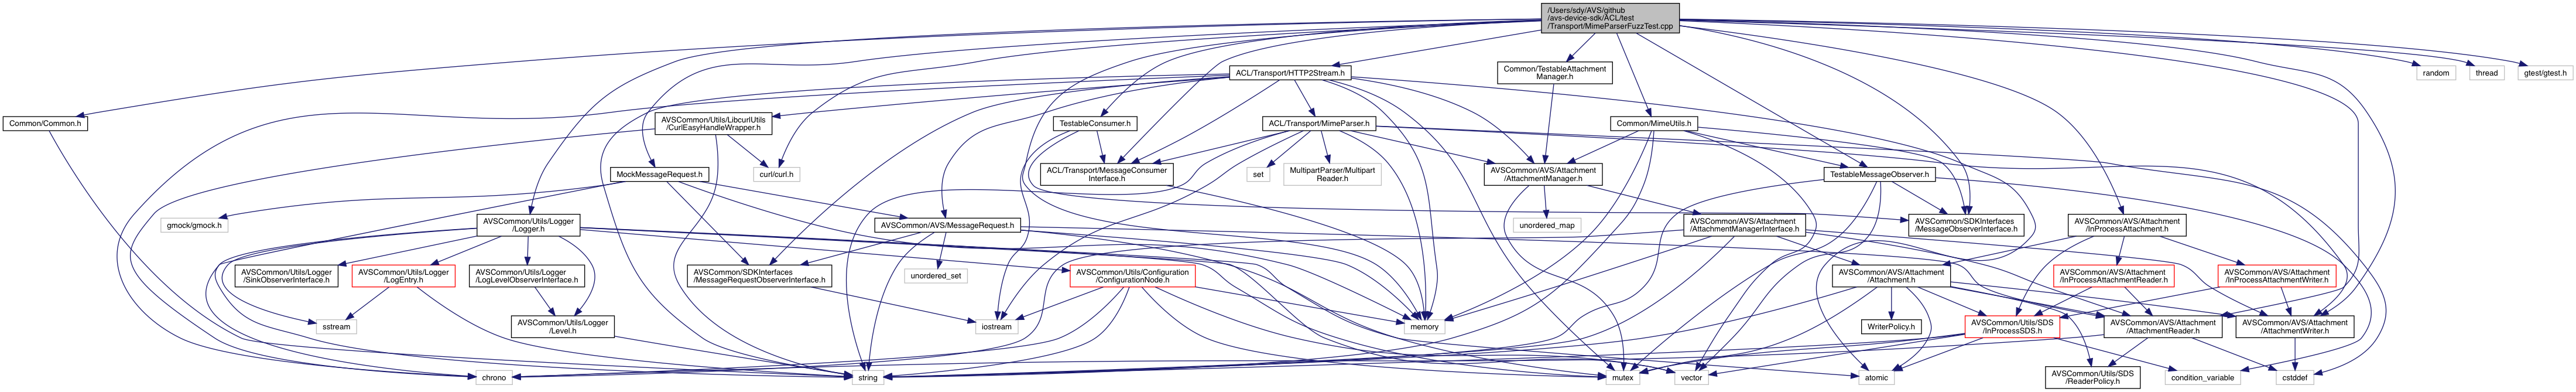 /Users/sdy/AVS/github
/avs-device-sdk/ACL/test
/Transport/MimeParserFuzzTest.cpp
ACL/Transport/HTTP2Stream.h
Common/TestableAttachment
Manager.h
random
thread
gtest/gtest.h
Common/Common.h
AVSCommon/Utils/LibcurlUtils
/CurlEasyHandleWrapper.h
TestableConsumer.h
ACL/Transport/MimeParser.h
Common/MimeUtils.h
MockMessageRequest.h
curl/curl.h
ACL/Transport/MessageConsumer
Interface.h
set
MultipartParser/Multipart
Reader.h
AVSCommon/AVS/Attachment
/AttachmentManager.h
TestableMessageObserver.h
gmock/gmock.h
AVSCommon/Utils/Logger
/Logger.h
AVSCommon/AVS/MessageRequest.h
unordered_map
AVSCommon/AVS/Attachment
/AttachmentManagerInterface.h
AVSCommon/SDKInterfaces
/MessageObserverInterface.h
AVSCommon/AVS/Attachment
/InProcessAttachment.h
AVSCommon/Utils/Logger
/SinkObserverInterface.h
AVSCommon/Utils/Logger
/LogEntry.h
AVSCommon/Utils/Logger
/LogLevelObserverInterface.h
AVSCommon/SDKInterfaces
/MessageRequestObserverInterface.h
unordered_set
AVSCommon/Utils/Configuration
/ConfigurationNode.h
AVSCommon/AVS/Attachment
/Attachment.h
AVSCommon/AVS/Attachment
/InProcessAttachmentReader.h
AVSCommon/AVS/Attachment
/InProcessAttachmentWriter.h
sstream
AVSCommon/Utils/Logger
/Level.h
iostream
memory
WriterPolicy.h
AVSCommon/Utils/SDS
/InProcessSDS.h
AVSCommon/AVS/Attachment
/AttachmentReader.h
AVSCommon/AVS/Attachment
/AttachmentWriter.h
chrono
string
mutex
vector
atomic
AVSCommon/Utils/SDS
/ReaderPolicy.h
condition_variable
cstddef